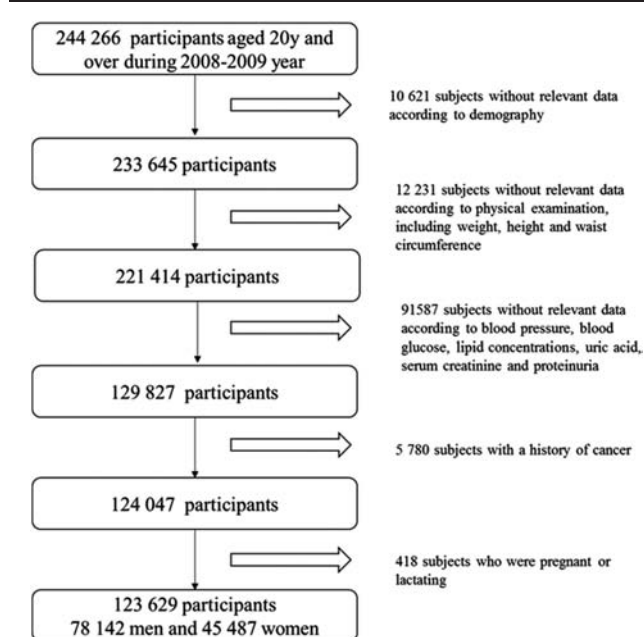 244 266 participants aged 20y and
over during 2008-2009 year
10 621 subjects without relevant data
according to demography
233 645 participants
12 231 subjects without relevant data
according to physical examination,
including weight, height and waist
circumference
221 414 participants
91587 subjects without relevant data
according to blood pressure, blood
glucose, lipid concentrations, uric acid,
serum creatinine and proteinuria
129 827 participants
5 780 subjects with a history of cancer
124 047 participants
418 subjects who were pregnant or
lactating
123 629 participants
78 142 men and 45 487 women